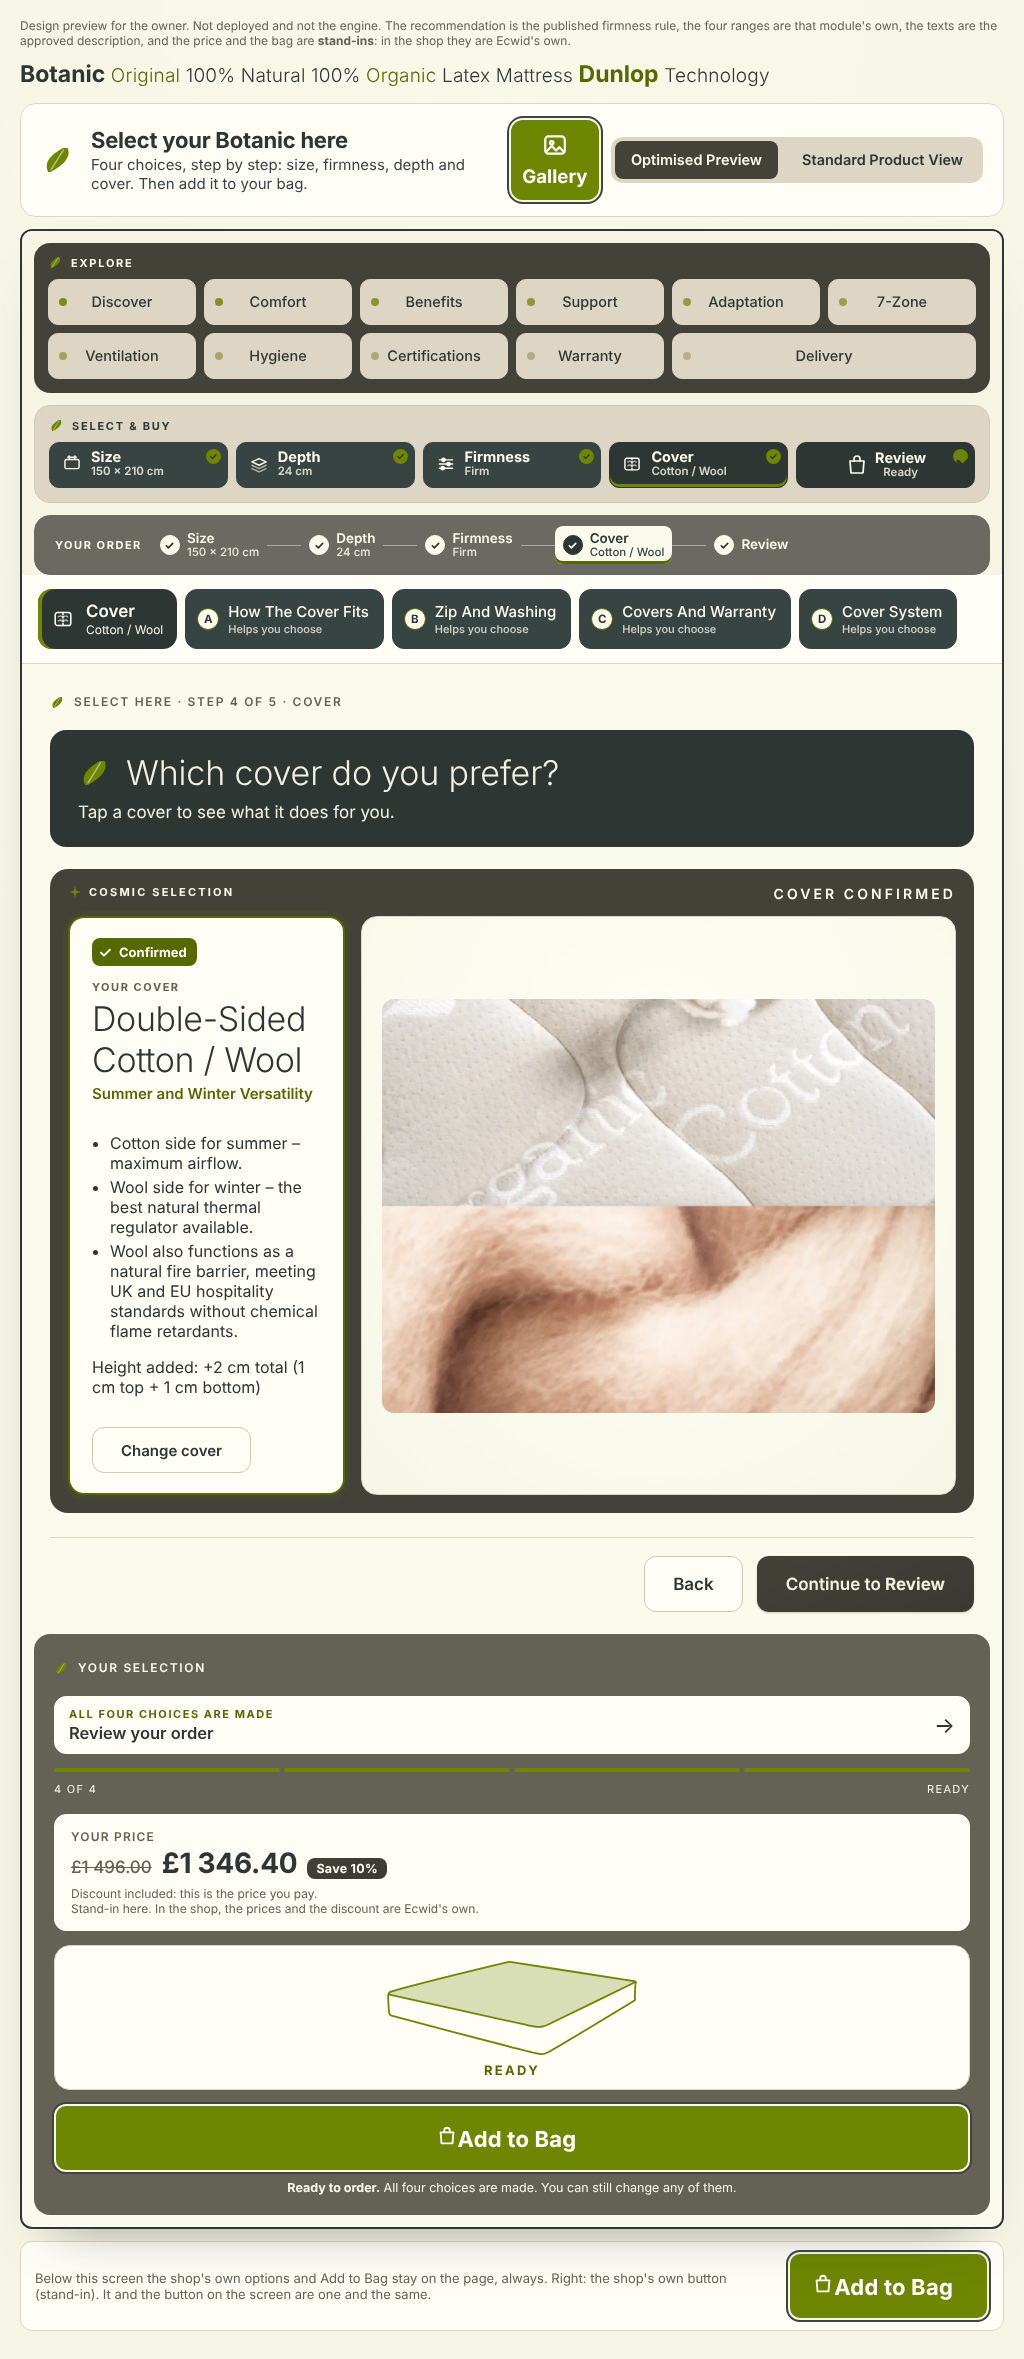 Design preview for the owner. Not deployed and not the engine. The recommendation is the published firmness rule, the four ranges are that module's own, the texts are the
approved description, and the price and the bag are stand-ins: in the shop they are Ecwid's own.
Botanic Original 100% Natural 100% Organic Latex Mattress Dunlop Technology
Select your Botanic here
Four choices, step by step: size, firmness, depth and
cover. Then add it to your bag.
Gallery
Optimised Preview
Standard Product View
EXPLORE
Discover
Comfort
Benefits
Support
Adaptation
7-Zone
Ventilation
Hygiene
Certifications
Warranty
Delivery
SELECT & BUY
Size
150 × 210 cm
Depth
24 cm
Firmness
Firm
Cover
Cotton / Wool
Review
Ready
YOUR ORDER
Size
150 × 210 cm
Depth
24 cm
Firmness
Firm
Cover
Cotton / Wool
Review
Cover
Cotton / Wool
A
How The Cover Fits
Helps you choose
B
Zip And Washing
Helps you choose
C
Covers And Warranty
Helps you choose
D
Cover System
Helps you choose
SELECT HERE · STEP 4 OF 5 · COVER
Which cover do you prefer?
Tap a cover to see what it does for you.
COSMIC SELECTION
COVER CONFIRMED
Confirmed
YOUR COVER
Double-Sided
Cotton / Wool
Summer and Winter Versatility
• Cotton side for summer –
maximum airflow.
• Wool side for winter – the
best natural thermal
regulator available.
• Wool also functions as a
natural fire barrier, meeting
UK and EU hospitality
standards without chemical
flame retardants.
Height added: +2 cm total (1
cm top + 1 cm bottom)
Change cover
Cotton
Back
Continue to Review
YOUR SELECTION
ALL FOUR CHOICES ARE MADE
Review your order
4 OF 4
READY
YOUR PRICE
£1 496.00 £1 346.40 Save 10%
Discount included: this is the price you pay.
Stand-in here. In the shop, the prices and the discount are Ecwid's own.
READY
Add to Bag
Ready to order. All four choices are made. You can still change any of them.
Below this screen the shop's own options and Add to Bag stay on the page, always. Right: the shop's own button
(stand-in). It and the button on the screen are one and the same.
Add to Bag